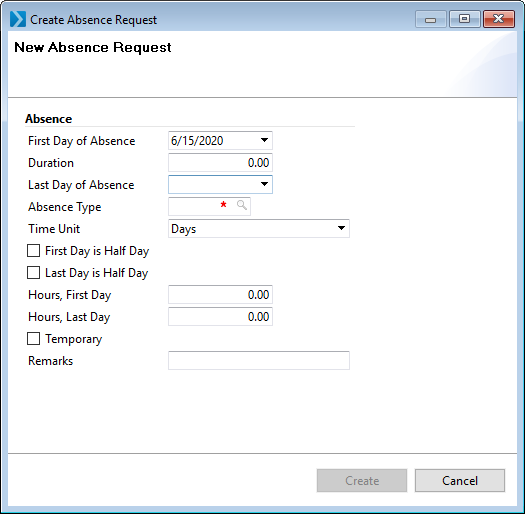 Create Absence Request
New Absence Request
Absence
First Day of Absence 6/15/2020
Duration 0.00
Last Day of Absence
Absence Type *
Time Unit Days
First Day is Half Day
Last Day is Half Day
Hours, First Day 0.00
Hours, Last Day 0.00
Temporary
Remarks
Create Cancel